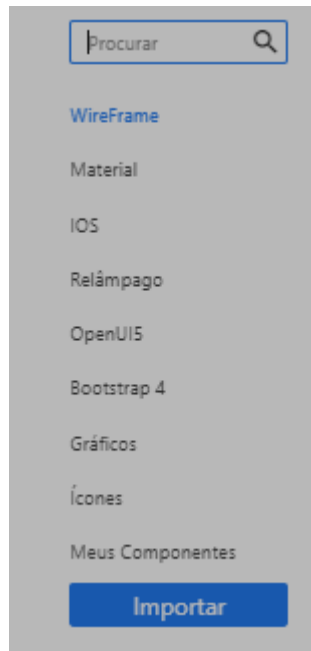 Procurar
WireFrame
Material
IOS
Relâmpago
OpenUI5
Bootstrap 4
Gráficos
Ícones
Meus Componentes
Importar